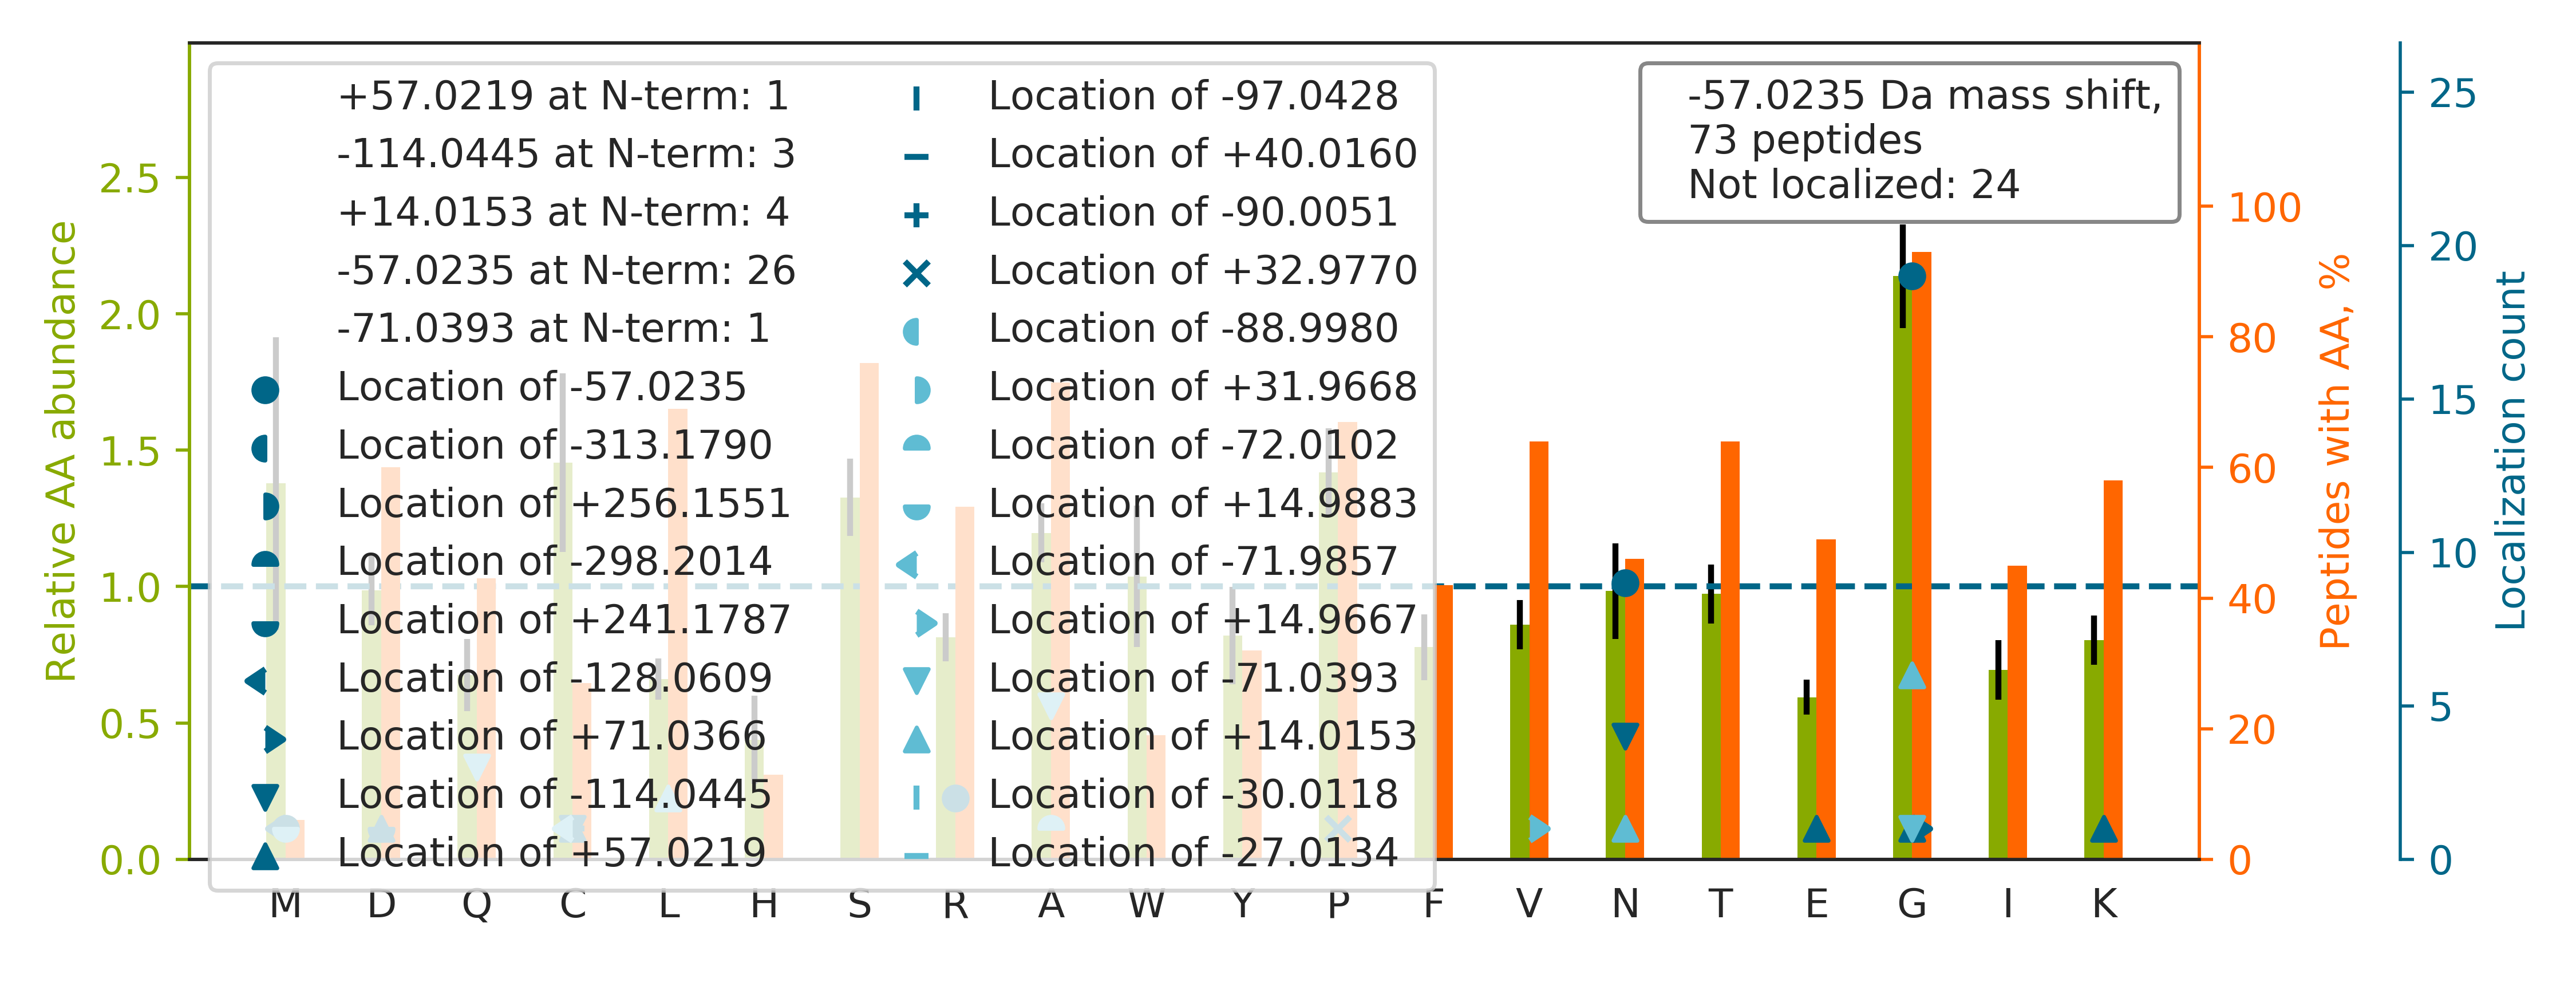 +57.0219 at N-term: 1
-114.0445 at N-term: 3
+14.0153 at N-term: 4
-57.0235 at N-term: 26
-71.0393 at N-term: 1
Location of -57.0235
Location of -313.1790
Location of +256.1551
Location of -298.2014
Location of +241.1787
Location of -128.0609
Location of +71.0366
Location of -114.0445
Location of +57.0219
Location of -97.0428
Location of +40.0160
Location of -90.0051
Location of +32.9770
Location of -88.9980
Location of +31.9668
Location of -72.0102
Location of +14.9883
Location of -71.9857
Location of +14.9667
Location of -71.0393
Location of +14.0153
Location of -30.0118
Location of -27.0134
-57.0235 Da mass shift,
73 peptides
Not localized: 24
Relative AA abundance
2.5
2.0
1.5
1.0
0.5
0.0
M D Q C L H S R A W Y P F V N T E G I K
100
80
60
40
20
0
Peptides with AA, %
25
20
15
10
5
0
Localization count